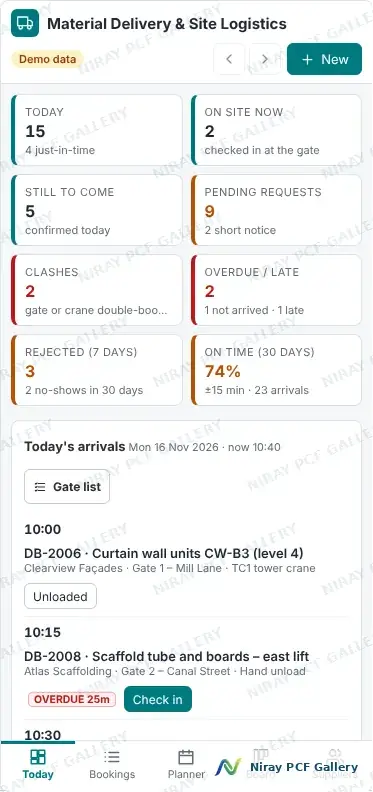 Material Delivery & Site Logistics
Demo data
+ New
TODAY
15
4 just-in-time
ON SITE NOW
2
checked in at the gate
STILL TO COME
5
confirmed today
PENDING REQUESTS
9
2 short notice
CLASHES
2
gate or crane double-boo...
OVERDUE / LATE
2
1 not arrived · 1 late
REJECTED (7 DAYS)
3
2 no-shows in 30 days
ON TIME (30 DAYS)
74%
±15 min · 23 arrivals
Today's arrivals Mon 16 Nov 2026 · now 10:40
Gate list
10:00
DB-2006 · Curtain wall units CW-B3 (level 4)
Clearview Façades · Gate 1 – Mill Lane · TC1 tower crane
Unloaded
10:15
DB-2008 · Scaffold tube and boards – east lift
Atlas Scaffolding · Gate 2 – Canal Street · Hand unload
OVERDUE 25m
Check in
10:30
Today
Bookings
Planner
Board
Suppliers
Niray PCF Gallery
NIRAY PCF GALLERY